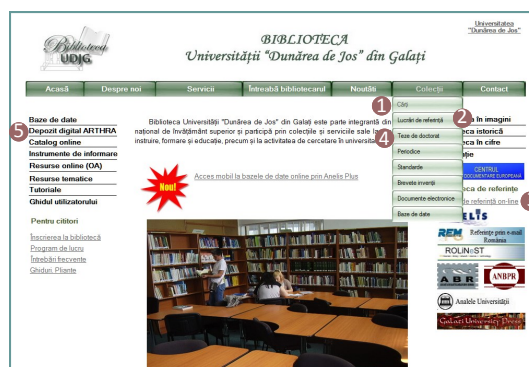 Universitatea
"Dunărea de Jos"
Biblioteca
UDJG
BIBLIOTECA
Universității "Dunărea de Jos" din Galați
Acasă
Despre noi
Servicii
Întreabă bibliotecarul
Noutăți
Colecții
Contact
1
Cărți
Lucrări de referință
2
4
Teze de doctorat
Periodice
Standarde
Brevete invenții
Documente electronice
Baze de date
Baze de date
5
Depozit digital ARTHRA
Catalog online
Instrumente de informare
Resurse online (OA)
Resurse tematice
Tutoriale
Ghidul utilizatorului
Pentru cititori
Înscrierea la bibliotecă
Program de lucru
Întrebări frecvente
Ghiduri. Pliante
Biblioteca Universității "Dunărea de Jos" din Galați este parte integrantă din
național de învățământ superior și participă prin colecțiile și serviciile sale la
instruire, formare și educație, precum și la activitatea de cercetare în universitate
Nou!
Acces mobil la bazele de date online prin Anelis Plus
în imagini
eca istorică
eca în cifre
ație
CENTRUL
DOCUMENTARE EUROPEANĂ
eca de referințe
de referință on-line
ELIS
REM
Referințe prin e-mail
România
ROLINeST
ABR
ANBPR
Analele Universității
Galati University Press